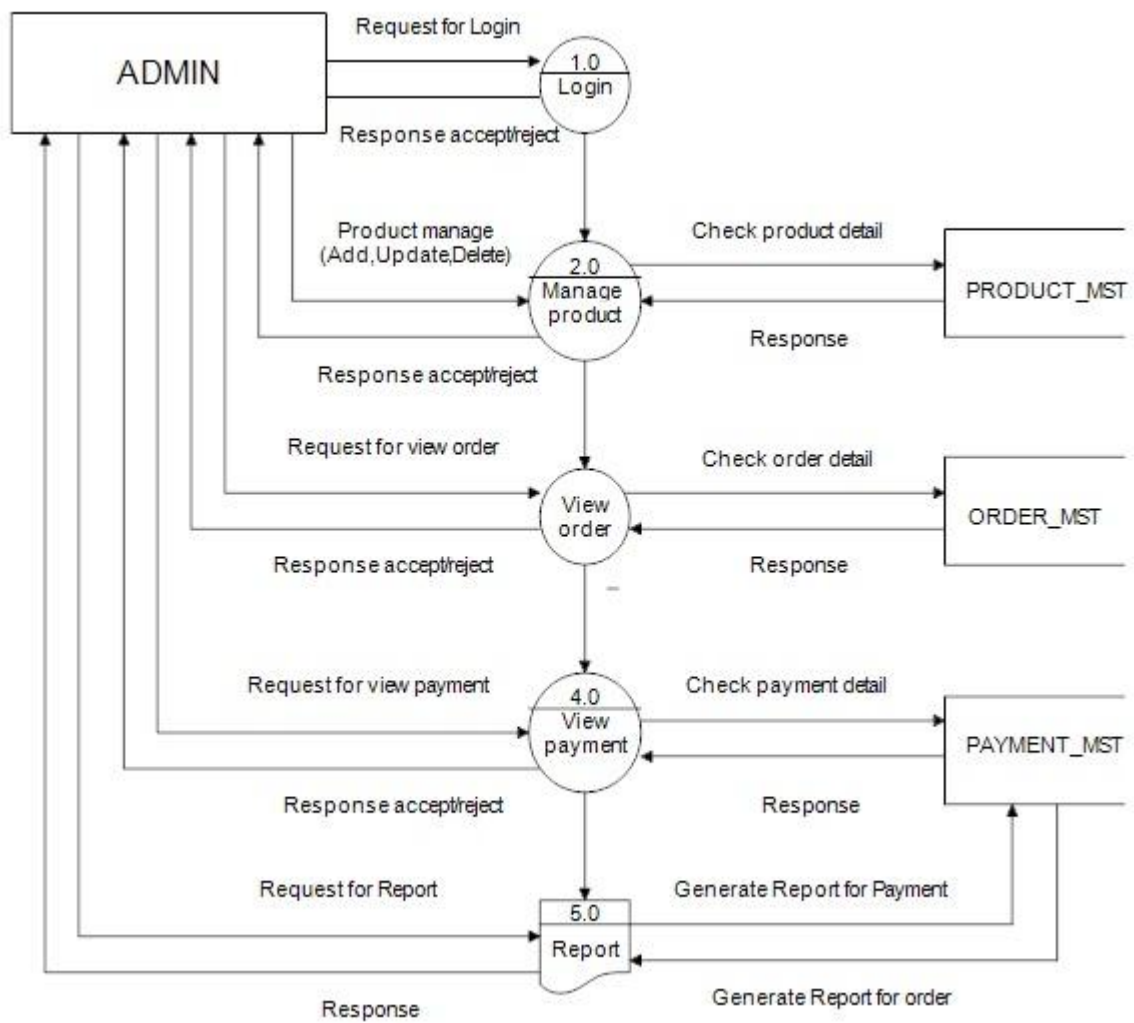 Request for Login
ADMIN
1.0
Login
Response accept/reject
Product manage
(Add,Update,Delete)
Check product detail
2.0
Manage
product
PRODUCT_MST
Response
Response accept/reject
Request for view order
Check order detail
View
order
ORDER_MST
Response accept/reject
Response
Request for view payment
Check payment detail
4.0
View
payment
PAYMENT_MST
Response accept/reject
Response
Request for Report
Generate Report for Payment
5.0
Report
Generate Report for order
Response